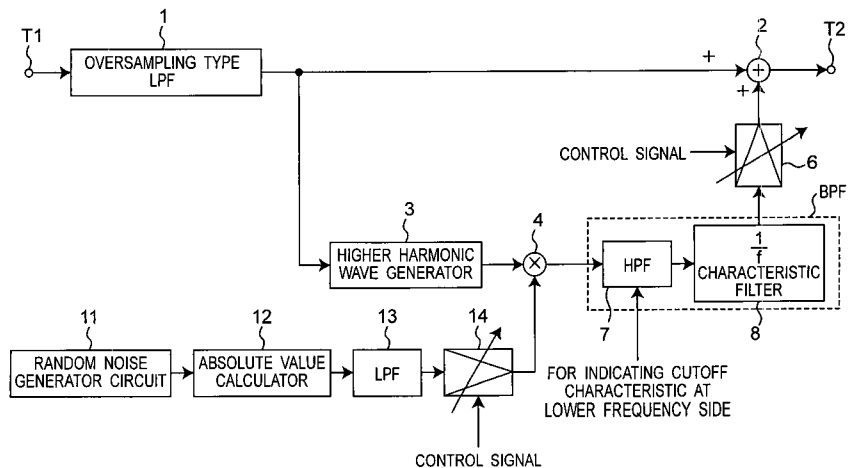 T1
1
OVERSAMPLING TYPE
LPF
+
2
T2
+
CONTROL SIGNAL
6
BPF
3
HIGHER HARMONIC
WAVE GENERATOR
4
×
HPF
7
1
f
CHARACTERISTIC
FILTER
8
11
RANDOM NOISE
GENERATOR CIRCUIT
12
ABSOLUTE VALUE
CALCULATOR
13
LPF
14
CONTROL SIGNAL
FOR INDICATING CUTOFF
CHARACTERISTIC AT
LOWER FREQUENCY SIDE